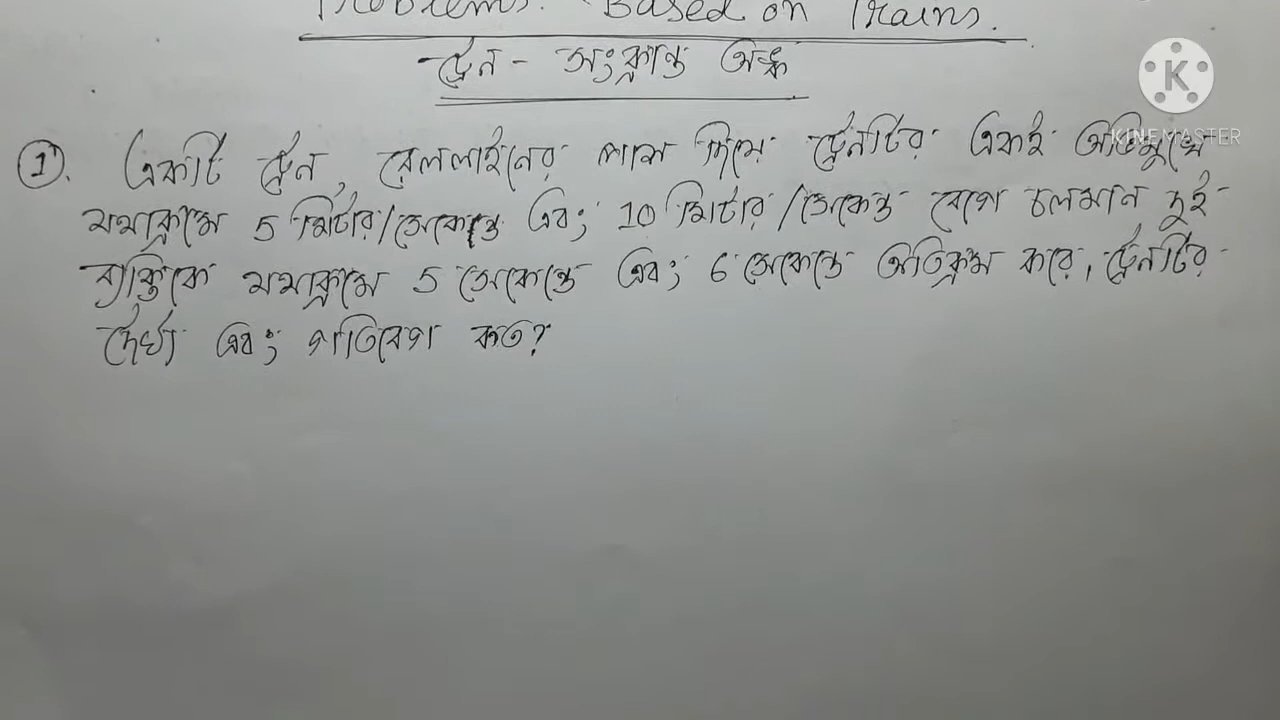 Problems. Based on Trains.
ট্রেন - সংক্রান্ত অঙ্ক
K
KINEMASTER
1. একটি ট্রেন, রেললাইনের পাশ দিয়ে ট্রেনটির একই অভিমুখে
যথাক্রমে 5 মিটার/সেকেন্ড এবং 10 মিটার/সেকেন্ড বেগে চলমান দুই
ব্যক্তিকে যথাক্রমে 5 সেকেন্ডে এবং 6 সেকেন্ডে অতিক্রম করে, ট্রেনটির
দৈর্ঘ্য এবং গতিবেগ কত?